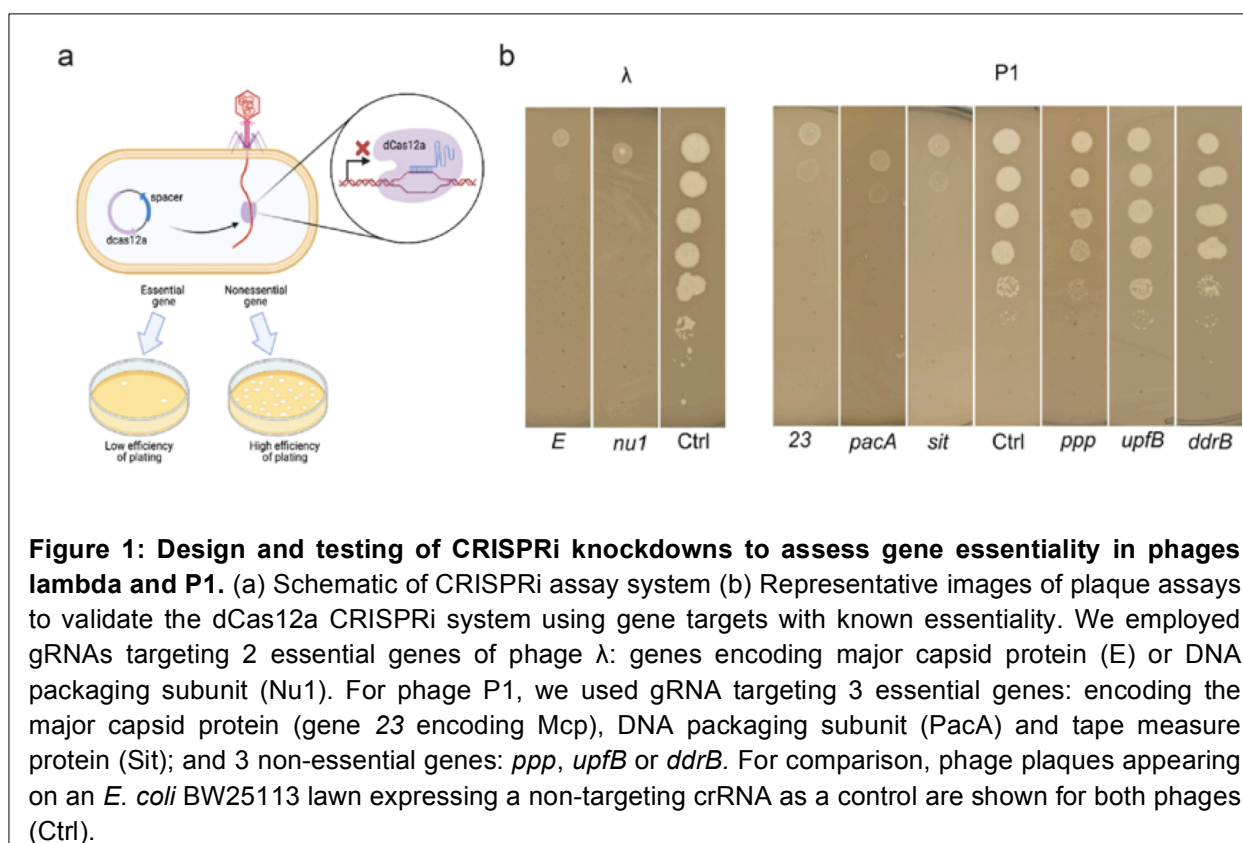 a
b
λ
P1
dCas12a
spacer
dcas12a
Essential
gene
Nonessential
gene
Low efficiency
of plating
High efficiency
of plating
E nu1 Ctrl
23 pacA sit Ctrl ppp upfB ddrB
Figure 1: Design and testing of CRISPRi knockdowns to assess gene essentiality in phages
lambda and P1. (a) Schematic of CRISPRi assay system (b) Representative images of plaque assays
to validate the dCas12a CRISPRi system using gene targets with known essentiality. We employed
gRNAs targeting 2 essential genes of phage λ: genes encoding major capsid protein (E) or DNA
packaging subunit (Nu1). For phage P1, we used gRNA targeting 3 essential genes: encoding the
major capsid protein (gene 23 encoding Mcp), DNA packaging subunit (PacA) and tape measure
protein (Sit); and 3 non-essential genes: ppp, upfB or ddrB. For comparison, phage plaques appearing
on an E. coli BW25113 lawn expressing a non-targeting crRNA as a control are shown for both phages
(Ctrl).